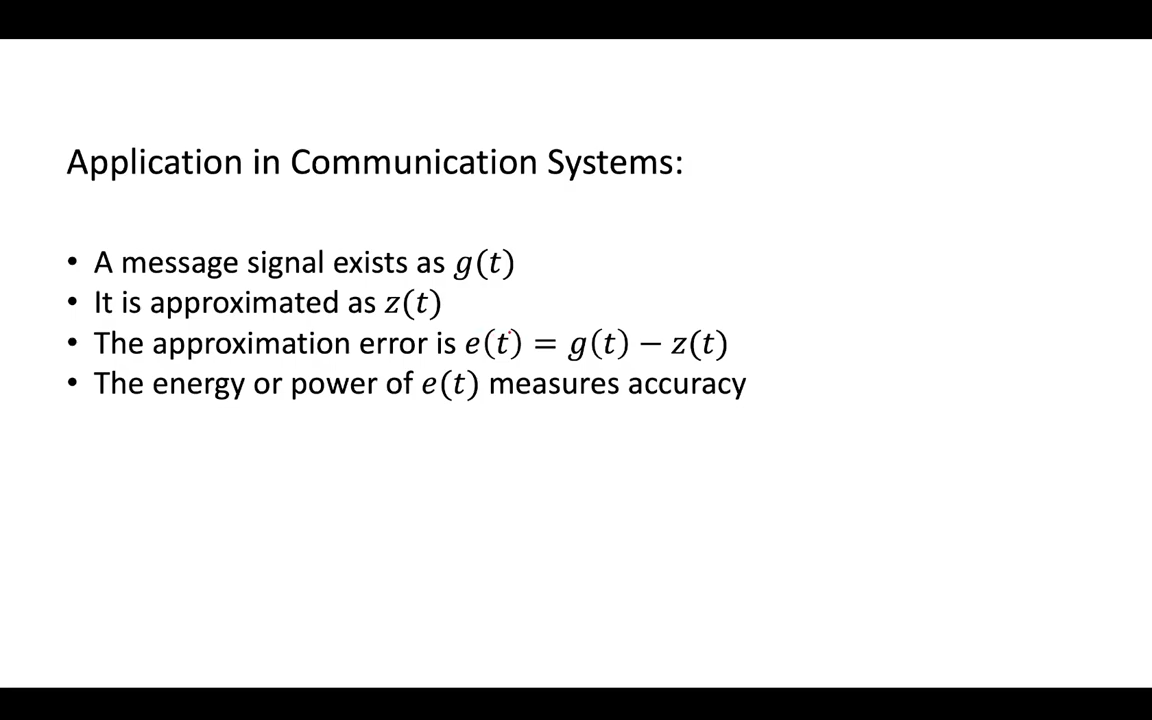 Application in Communication Systems:
• A message signal exists as g(t)
• It is approximated as z(t)
• The approximation error is e(t) = g(t) − z(t)
• The energy or power of e(t) measures accuracy